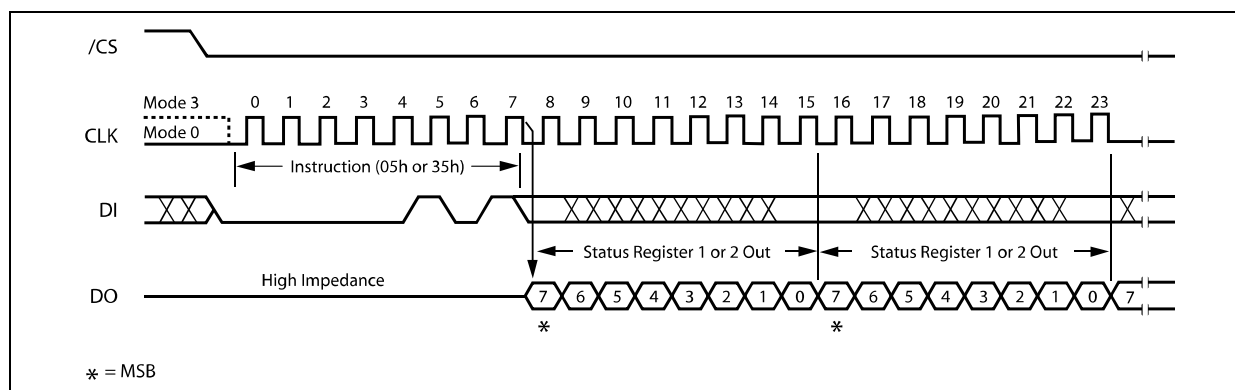 /CS
Mode 3 0 1 2 3 4 5 6 7 8 9 10 11 12 13 14 15 16 17 18 19 20 21 22 23
CLK Mode 0
Instruction (05h or 35h)
DI
Status Register 1 or 2 Out Status Register 1 or 2 Out
High Impedance
DO 7 6 5 4 3 2 1 0 7 6 5 4 3 2 1 0 7
* *
* = MSB